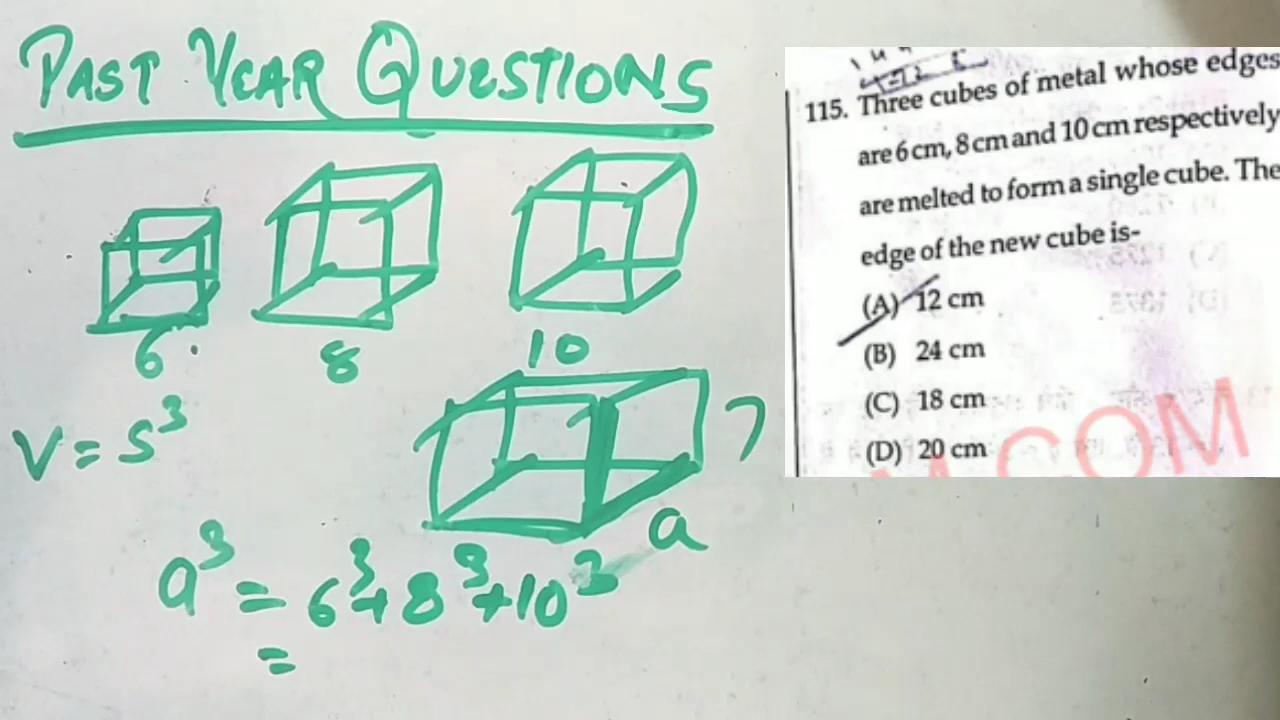 PAST YEAR QUESTIONS
6
8
10
V = S³
a
a³ = 6³+8³+10³
=
115. Three cubes of metal whose edges
are 6 cm, 8 cm and 10 cm respectively
are melted to form a single cube. The
edge of the new cube is-
(A) 12 cm
(B) 24 cm
(C) 18 cm
(D) 20 cm
.COM